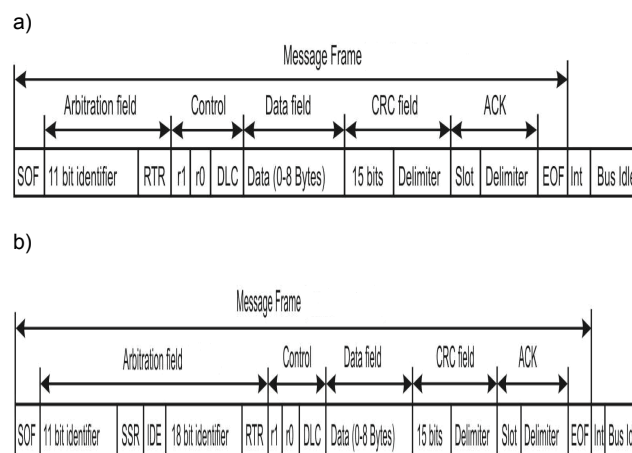 a)
Message Frame
Arbitration field Control Data field CRC field ACK
SOF 11 bit identifier RTR r1 r0 DLC Data (0-8 Bytes) 15 bits Delimiter Slot Delimiter EOF Int Bus Idle
b)
Message Frame
Arbitration field Control Data field CRC field ACK
SOF 11 bit identifier SSR IDE 18 bit identifier RTR r1 r0 DLC Data (0-8 Bytes) 15 bits Delimiter Slot Delimiter EOF Int Bus Id